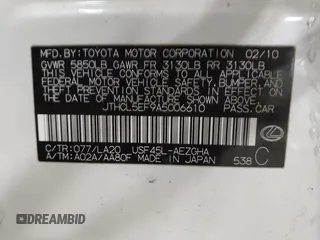 MFD. BY: TOYOTA MOTOR CORPORATION 02/10
GVWR 5850LB GAWR FR 3130LB RR 3130LB
THIS VEHICLE CONFORMS TO ALL APPLICABLE
FEDERAL MOTOR VEHICLE SAFETY, BUMPER,
AND THEFT PREVENTION STANDARDS IN EFFECT
ON THE DATE OF MANUFACTURE SHOWN ABOVE.
JTHCL5EF9A5006610 PASS.CAR
C/TR: 077/LA20 USF45L-AEZGHA
A/TM: A02A/AA80F MADE IN JAPAN 538 C
DREAMBID